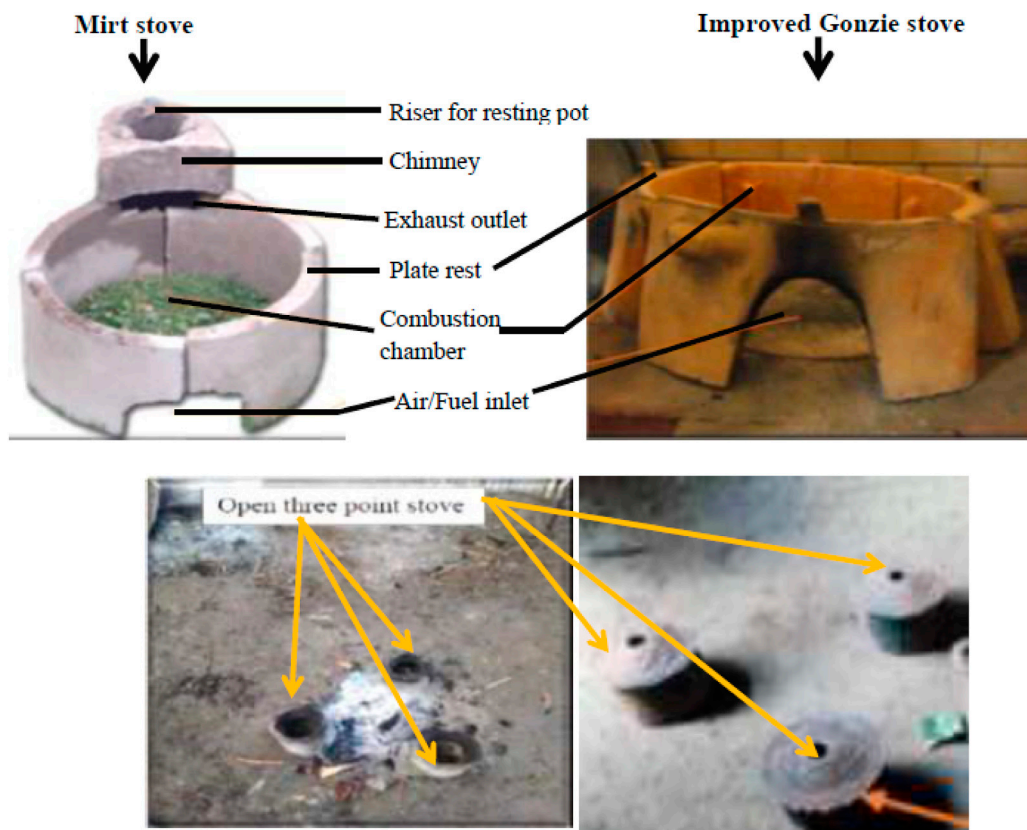 Mirt stove
Improved Gonzie stove
Riser for resting pot
Chimney
Exhaust outlet
Plate rest
Combustion
chamber
Air/Fuel inlet
Open three point stove